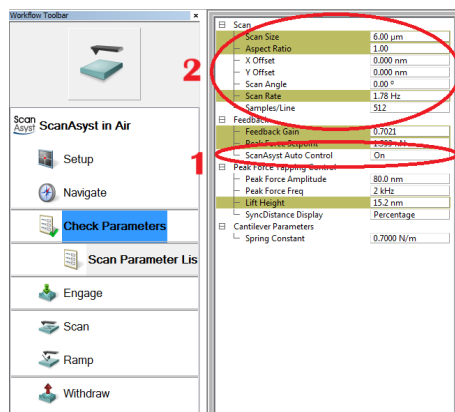 Workflow Toolbar x
2
Scan Asyst ScanAsyst in Air
Setup
1
Navigate
Check Parameters
Scan Parameter Lis
Engage
Scan
Ramp
Withdraw
Scan
Scan Size 6.00 µm
Aspect Ratio 1.00
X Offset 0.000 nm
Y Offset 0.000 nm
Scan Angle 0.00 º
Scan Rate 1.78 Hz
Samples/Line 512
Feedback
Feedback Gain 0.7021
Peak Force Setpoint
ScanAsyst Auto Control On
Peak Force Tapping Control
Peak Force Amplitude 80.0 nm
Peak Force Freq 2 kHz
Lift Height 15.2 nm
SyncDistance Display Percentage
Cantilever Parameters
Spring Constant 0.7000 N/m